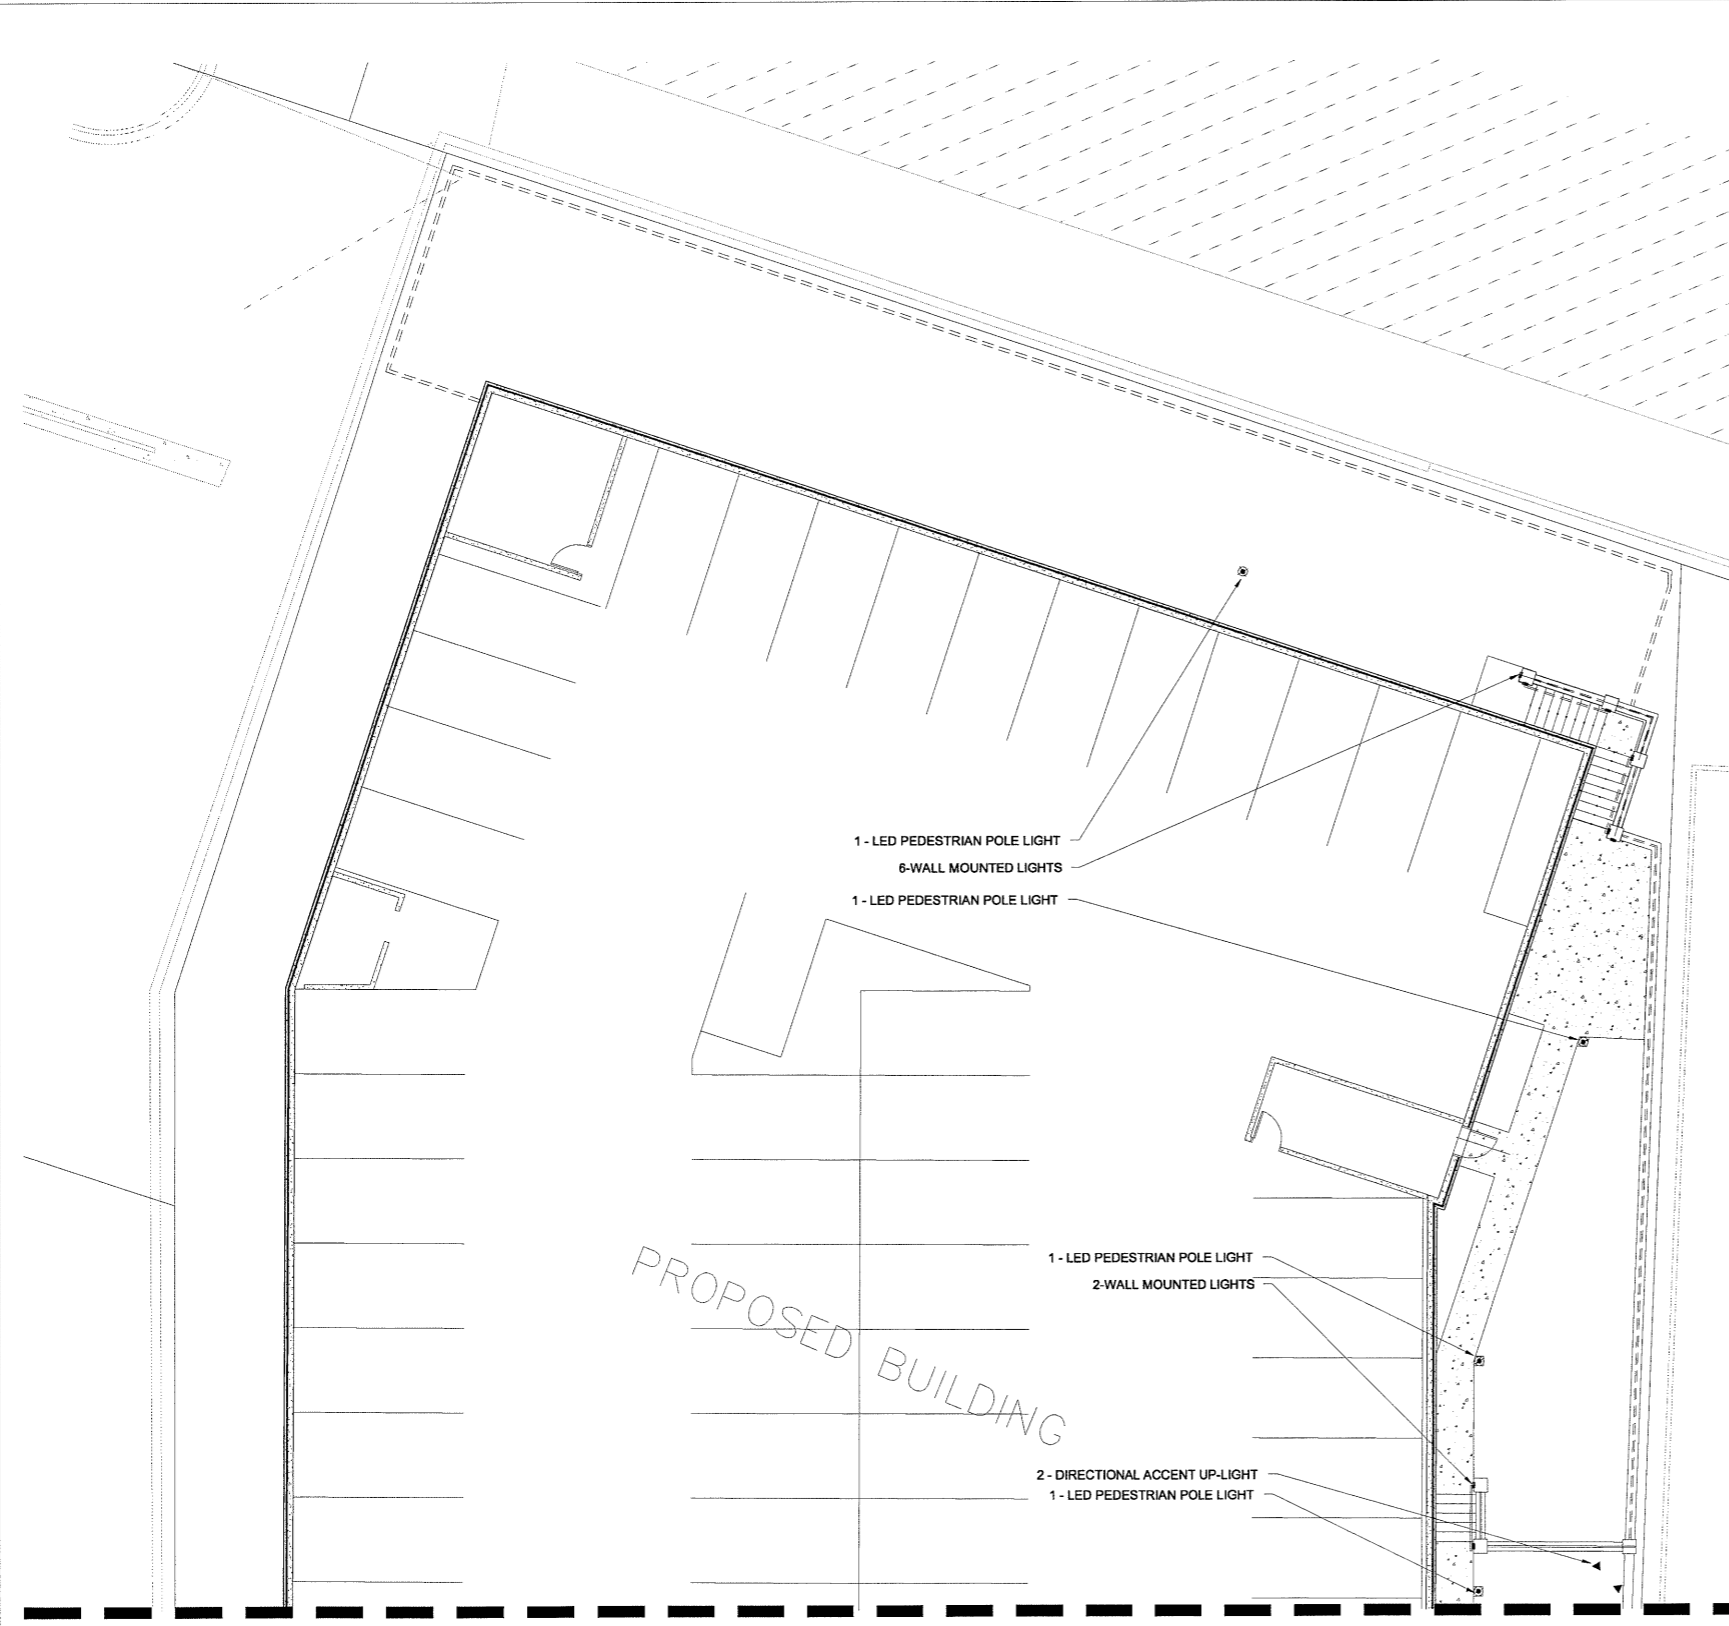 1 - LED PEDESTRIAN POLE LIGHT
6-WALL MOUNTED LIGHTS
1 - LED PEDESTRIAN POLE LIGHT
1 - LED PEDESTRIAN POLE LIGHT
2-WALL MOUNTED LIGHTS
PROPOSED BUILDING
2 - DIRECTIONAL ACCENT UP-LIGHT
1 - LED PEDESTRIAN POLE LIGHT